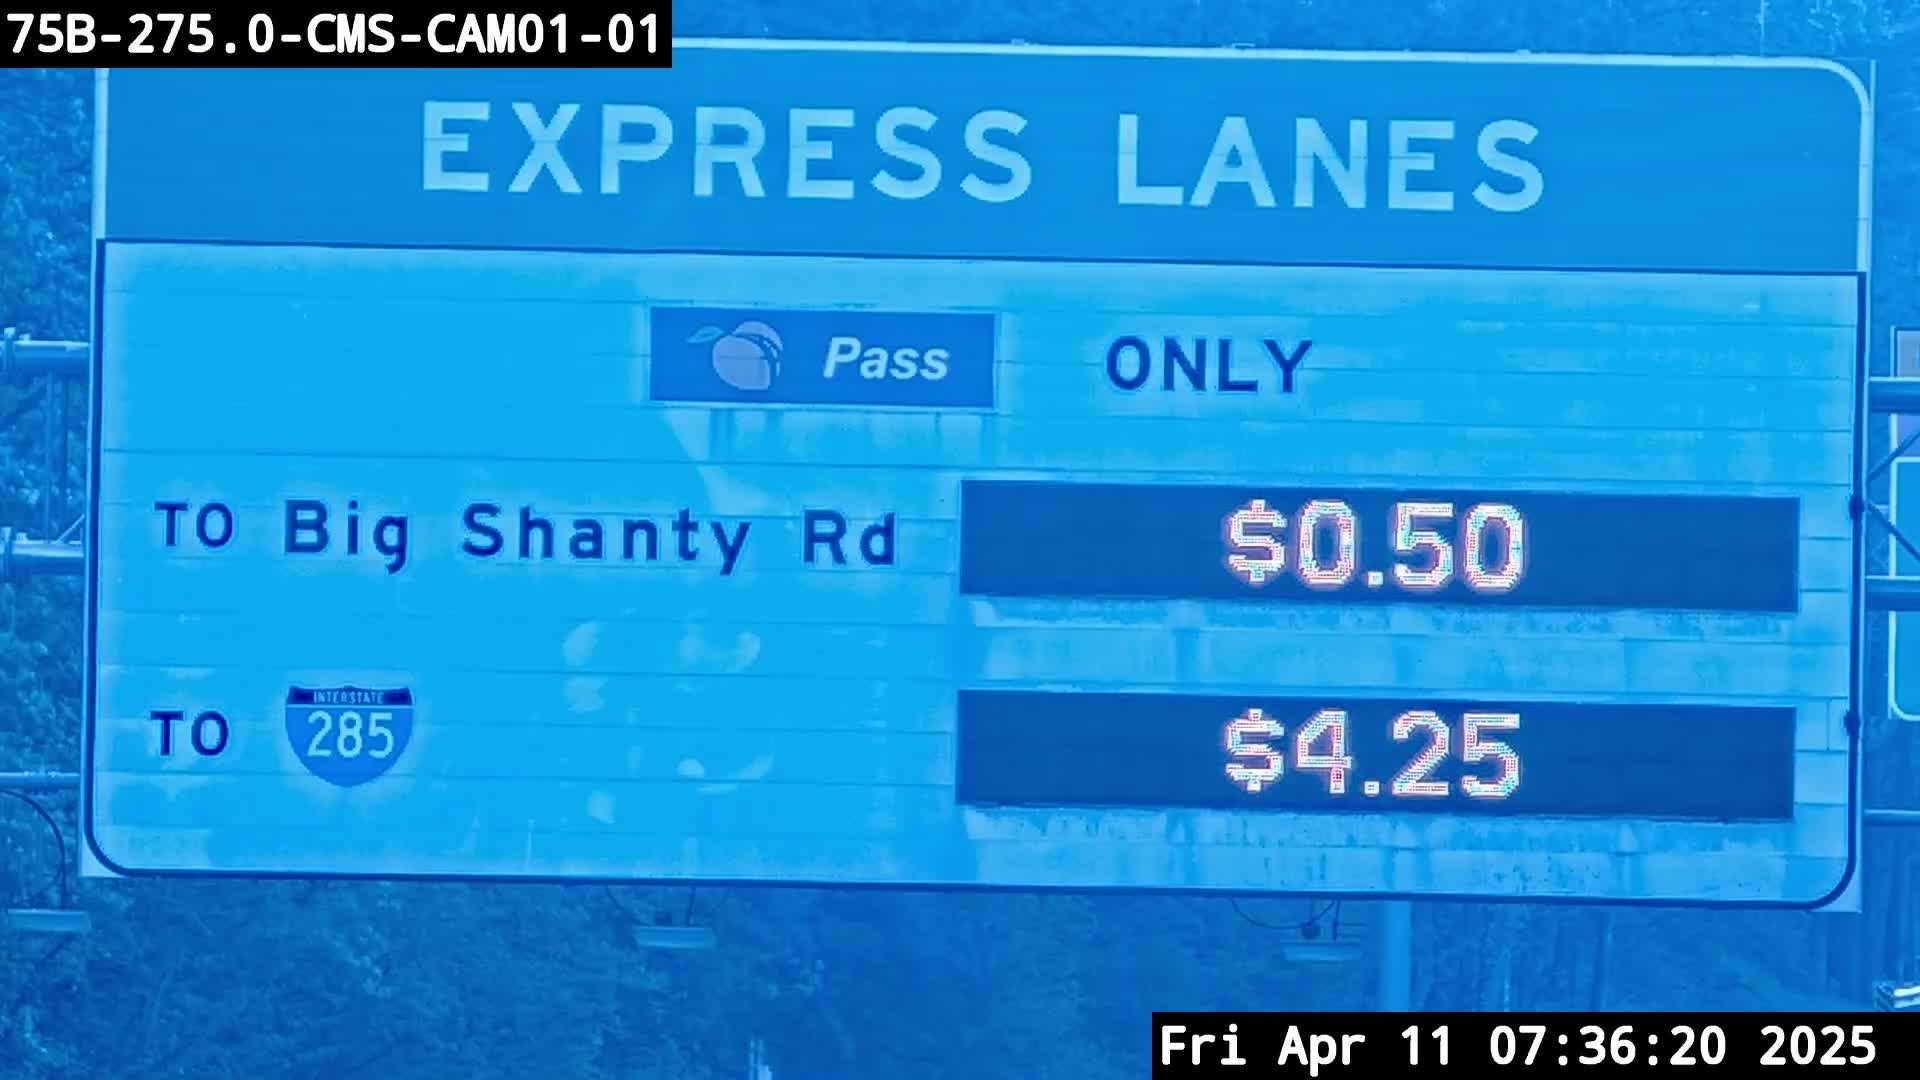 75B-275.0-CMS-CAM01-01
EXPRESS LANES
Pass ONLY
TO Big Shanty Rd $0.50
INTERSTATE
TO 285 $4.25
Fri Apr 11 07:36:20 2025